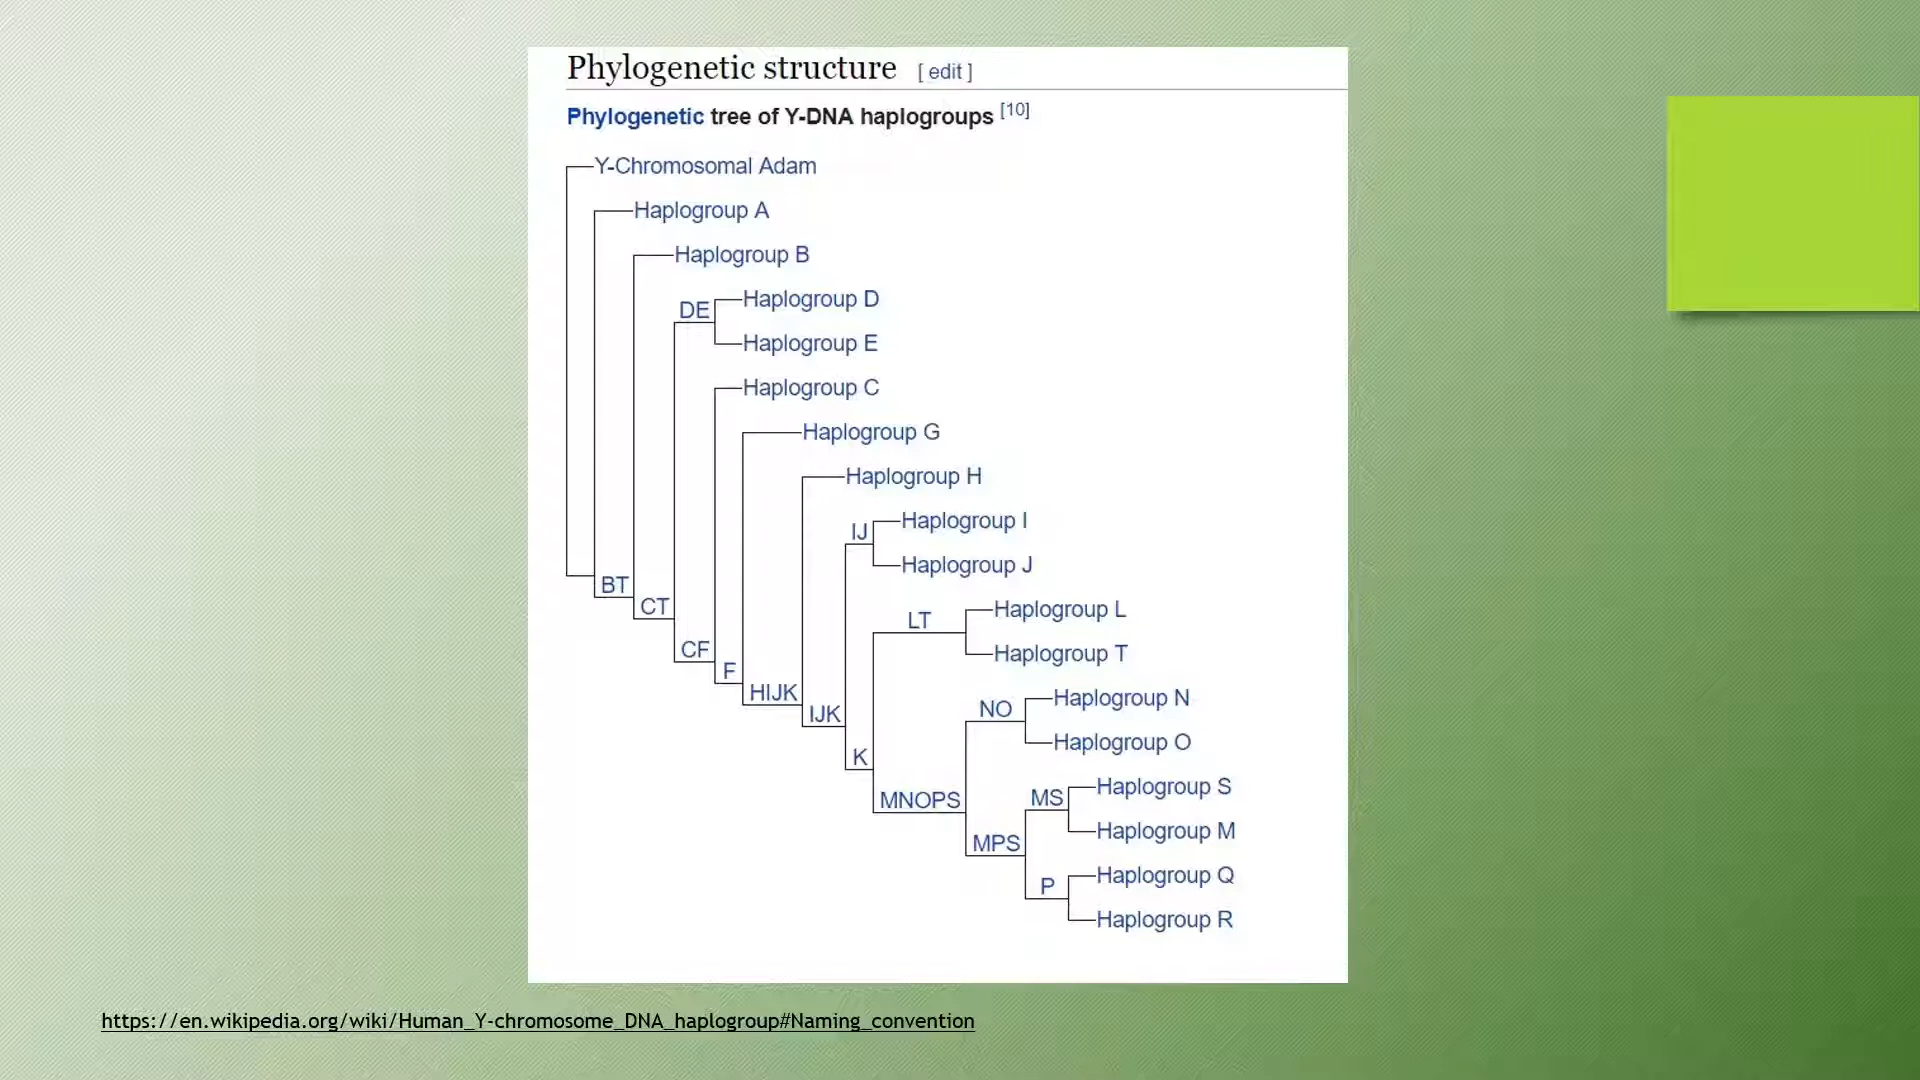 Phylogenetic structure [ edit ]
Phylogenetic tree of Y-DNA haplogroups [10]
Y-Chromosomal Adam
Haplogroup A
Haplogroup B
DE
Haplogroup D
Haplogroup E
Haplogroup C
Haplogroup G
Haplogroup H
IJ
Haplogroup I
Haplogroup J
BT
CT
LT
Haplogroup L
Haplogroup T
CF
F
HIJK
IJK
K
NO
Haplogroup N
Haplogroup O
MNOPS
MS
Haplogroup S
Haplogroup M
MPS
P
Haplogroup Q
Haplogroup R
https://en.wikipedia.org/wiki/Human_Y-chromosome_DNA_haplogroup#Naming_convention